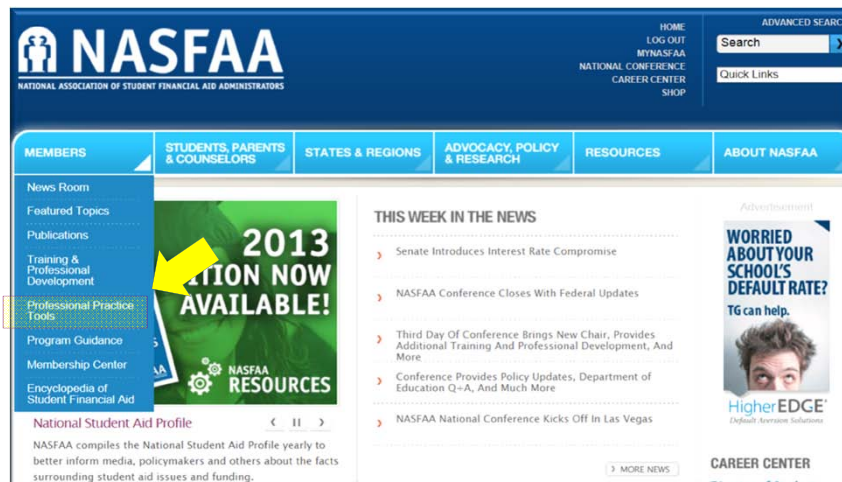 HOME
LOG OUT
MYNASFAA
NATIONAL CONFERENCE
CAREER CENTER
SHOP
ADVANCED SEARC
Search
Quick Links
NASFAA
NATIONAL ASSOCIATION OF STUDENT FINANCIAL AID ADMINISTRATORS
MEMBERS
STUDENTS, PARENTS
& COUNSELORS
STATES & REGIONS
ADVOCACY, POLICY
& RESEARCH
RESOURCES
ABOUT NASFAA
News Room
Featured Topics
Publications
Training &
Professional
Development
Professional Practice
Tools
Program Guidance
Membership Center
Encyclopedia of
Student Financial Aid
2013
NOW
AVAILABLE!
NASFAA
RESOURCES
National Student Aid Profile
NASFAA compiles the National Student Aid Profile yearly to
better inform media, policymakers and others about the facts
surrounding student aid issues and funding.
THIS WEEK IN THE NEWS
Senate Introduces Interest Rate Compromise
NASFAA Conference Closes With Federal Updates
Third Day Of Conference Brings New Chair, Provides
Additional Training And Professional Development, And
More
Conference Provides Policy Updates, Department of
Education Q+A, And Much More
NASFAA National Conference Kicks Off In Las Vegas
MORE NEWS
Advertisement
WORRIED
ABOUT YOUR
SCHOOL'S
DEFAULT RATE?
TG can help.
HigherEDGE
Default Aversion Solutions
CAREER CENTER